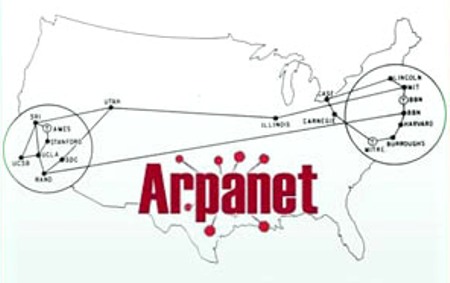 LINCOLN
CASE
MIT
BBN
UTAH
SRI
AMES
ILLINOIS
CARNEGIE
BBN
HARVARD
STANFORD
BURROUGHS
UCSB
UCLA
SDC
MITRE
RAND
T
T
T
Arpanet